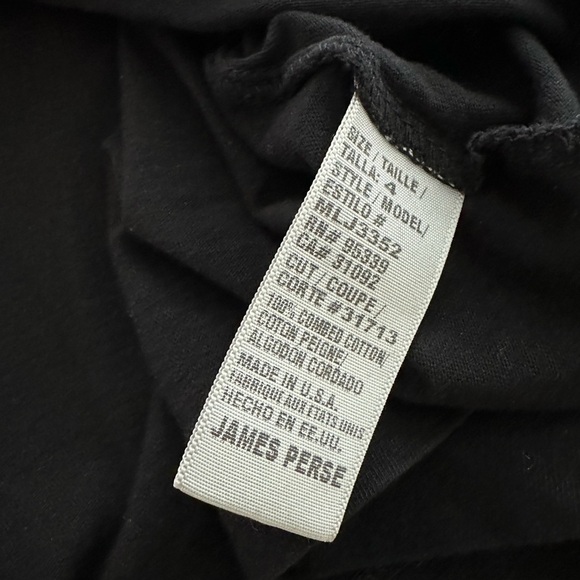 SIZE / TAILLE /
TALLA: 4
STYLE / MODEL/
ESTILO #
MLJ3352
RN# 95339
CA# 31092
CUT / COUPE /
CORTE #31713
100% COMBED COTTON/
COTON PEIGNE/
ALGODON CORDADO
MADE IN U.S.A.
FABRIQUE AUX ETATS UNIS.
HECHO EN EE.UU.
JAMES PERSE